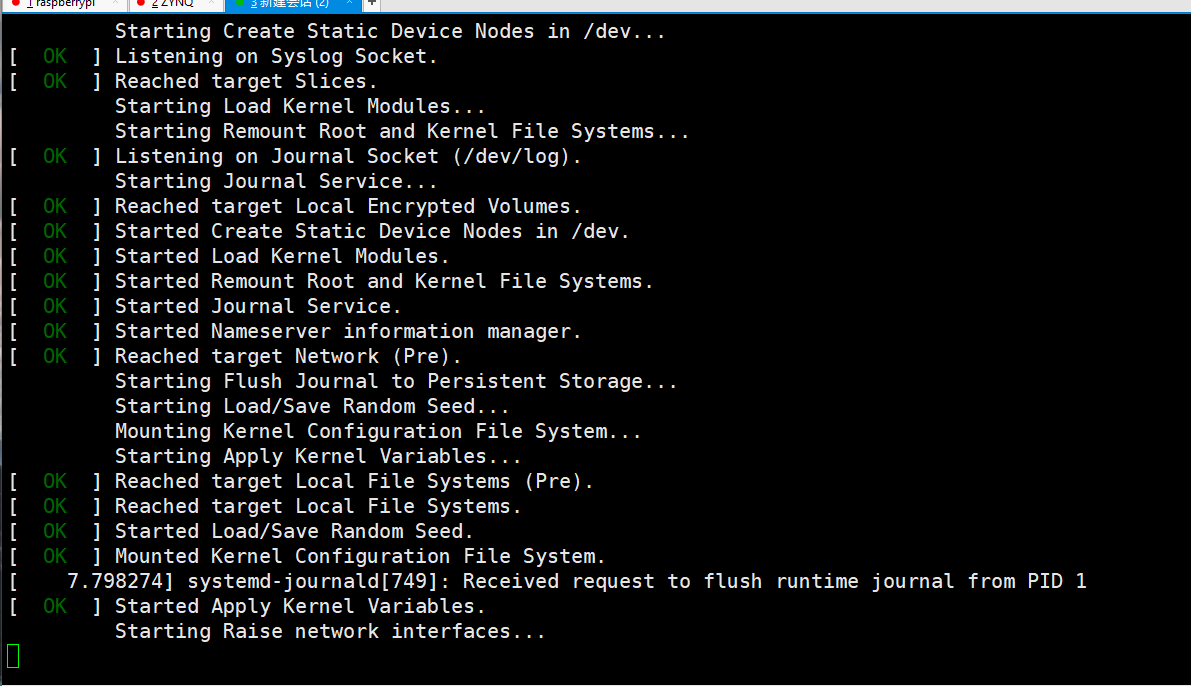 1 raspberrypi × 2 ZYNQ × 3 新建会话 (2) × +
Starting Create Static Device Nodes in /dev...
[ OK ] Listening on Syslog Socket.
[ OK ] Reached target Slices.
Starting Load Kernel Modules...
Starting Remount Root and Kernel File Systems...
[ OK ] Listening on Journal Socket (/dev/log).
Starting Journal Service...
[ OK ] Reached target Local Encrypted Volumes.
[ OK ] Started Create Static Device Nodes in /dev.
[ OK ] Started Load Kernel Modules.
[ OK ] Started Remount Root and Kernel File Systems.
[ OK ] Started Journal Service.
[ OK ] Started Nameserver information manager.
[ OK ] Reached target Network (Pre).
Starting Flush Journal to Persistent Storage...
Starting Load/Save Random Seed...
Mounting Kernel Configuration File System...
Starting Apply Kernel Variables...
[ OK ] Reached target Local File Systems (Pre).
[ OK ] Reached target Local File Systems.
[ OK ] Started Load/Save Random Seed.
[ OK ] Mounted Kernel Configuration File System.
[ 7.798274] systemd-journald[749]: Received request to flush runtime journal from PID 1
[ OK ] Started Apply Kernel Variables.
Starting Raise network interfaces...